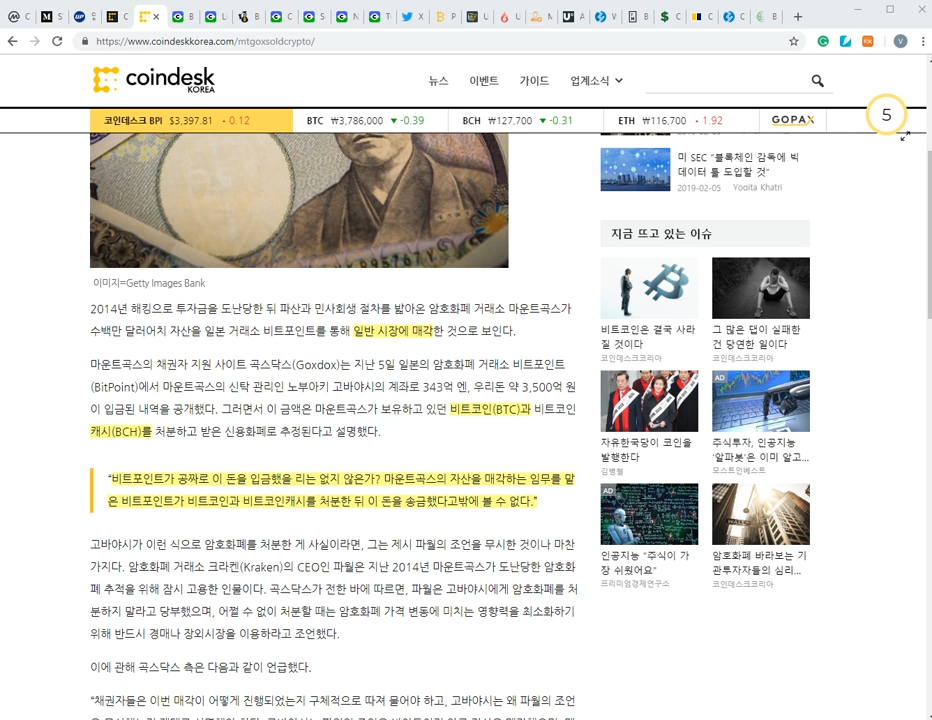 https://www.coindeskkorea.com/mtgoxsoldcrypto/
coindesk
KOREA
뉴스 이벤트 가이드 업계소식
코인데스크 BPI $3,397.81 0.12 BTC ₩3,786,000 ▼ -0.39 BCH ₩127,700 ▼ -0.31 ETH ₩116,700 1.92 GOPAX
5
이미지=Getty Images Bank
2014년 해킹으로 투자금을 도난당한 뒤 파산과 민사회생 절차를 밟아온 암호화폐 거래소 마운트곡스가
수백만 달러어치 자산을 일본 거래소 비트포인트를 통해 일반 시장에 매각한 것으로 보인다.
마운트곡스의 채권자 지원 사이트 곡스닥스(Goxdox)는 지난 5일 일본의 암호화폐 거래소 비트포인트
(BitPoint)에서 마운트곡스의 신탁 관리인 노부아키 고바야시의 계좌로 343억 엔, 우리돈 약 3,500억 원
이 입금된 내역을 공개했다. 그러면서 이 금액은 마운트곡스가 보유하고 있던 비트코인(BTC)과 비트코인
캐시(BCH)를 처분하고 받은 신용화폐로 추정된다고 설명했다.
“비트포인트가 공짜로 이 돈을 입금했을 리는 없지 않은가? 마운트곡스의 자산을 매각하는 임무를 맡
은 비트포인트가 비트코인과 비트코인캐시를 처분한 뒤 이 돈을 송금했다고밖에 볼 수 없다.”
고바야시가 이런 식으로 암호화폐를 처분한 게 사실이라면, 그는 제시 파월의 조언을 무시한 것이나 마찬
가지다. 암호화폐 거래소 크라켄(Kraken)의 CEO인 파월은 지난 2014년 마운트곡스가 도난당한 암호화
폐 추적을 위해 잠시 고용한 인물이다. 곡스닥스가 전한 바에 따르면, 파월은 고바야시에게 암호화폐를 처
분하지 말라고 당부했으며, 어쩔 수 없이 처분할 때는 암호화폐 가격 변동에 미치는 영향력을 최소화하기
위해 반드시 경매나 장외시장을 이용하라고 조언했다.
이에 관해 곡스닥스 측은 다음과 같이 언급했다.
“채권자들은 이번 매각이 어떻게 진행되었는지 구체적으로 따져 물어야 하고, 고바야시는 왜 파월의 조언
미 SEC “블록체인 감독에 빅
데이터 툴 도입할 것”
2019-02-05 Yogita Khatri
지금 뜨고 있는 이슈
비트코인은 결국 사라
질 것이다
코인데스크코리아
그 많은 댑이 실패한
건 당연한 일이다
코인데스크코리아
자유한국당이 코인을
발행한다
김병철
AD
주식투자, 인공지능
'알파봇'은 이미 알고...
모스트인베스트
AD
인공지능 “주식이 가
장 쉬웠어요”
프리미엄경제연구소
암호화폐 바라보는 기
관투자자들의 심리...
코인데스크코리아